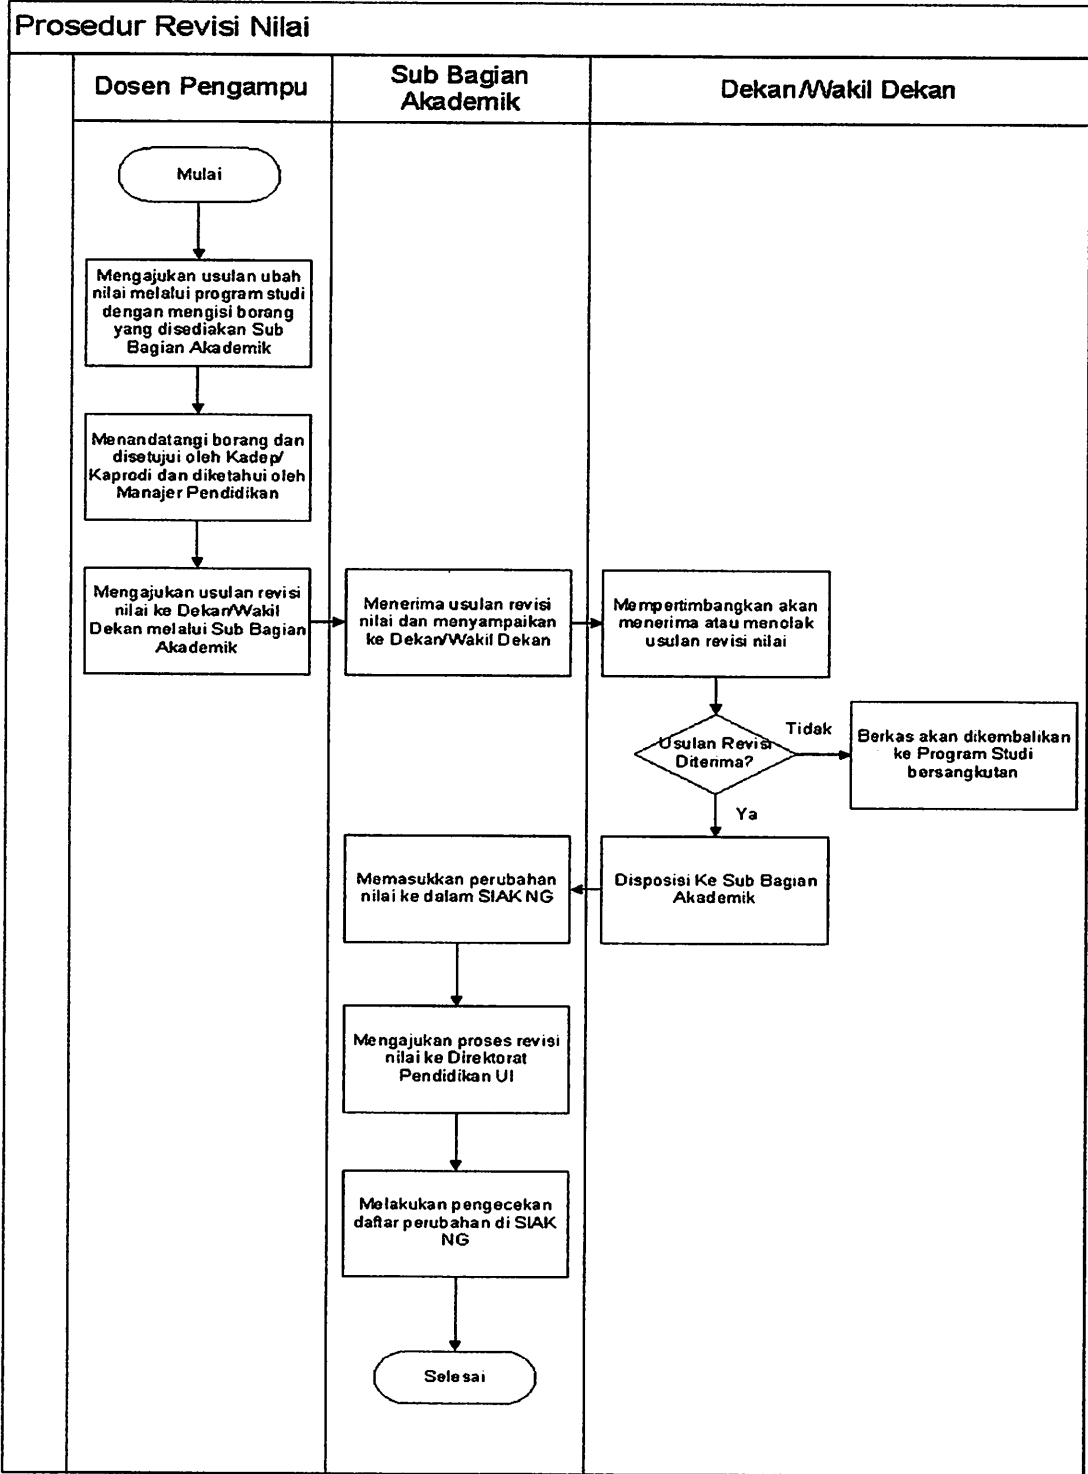 Prosedur Revisi Nilai
Dosen Pengampu
Sub Bagian
Akademik
Dekan/Wakil Dekan
Mulai
Mengajukan usulan ubah
nilai melalui program studi
dengan mengisi borang
yang disediakan Sub
Bagian Akademik
Menandatangi borang dan
disetujui oleh Kadep/
Kaprodi dan diketahui oleh
Manajer Pendidikan
Mengajukan usulan revisi
nilai ke Dekan/Wakil
Dekan melalui Sub Bagian
Akademik
Menerima usulan revisi
nilai dan menyampaikan
ke Dekan/Wakil Dekan
Mempertimbangkan akan
menerima atau menolak
usulan revisi nilai
Usulan Revisi
Diterima?
Tidak
Berkas akan dikembalikan
ke Program Studi
bersangkutan
Ya
Disposisi Ke Sub Bagian
Akademik
Memasukkan perubahan
nilai ke dalam SIAK NG
Mengajukan proses revisi
nilai ke Direktorat
Pendidikan UI
Melakukan pengecekan
daftar perubahan di SIAK
NG
Selesai